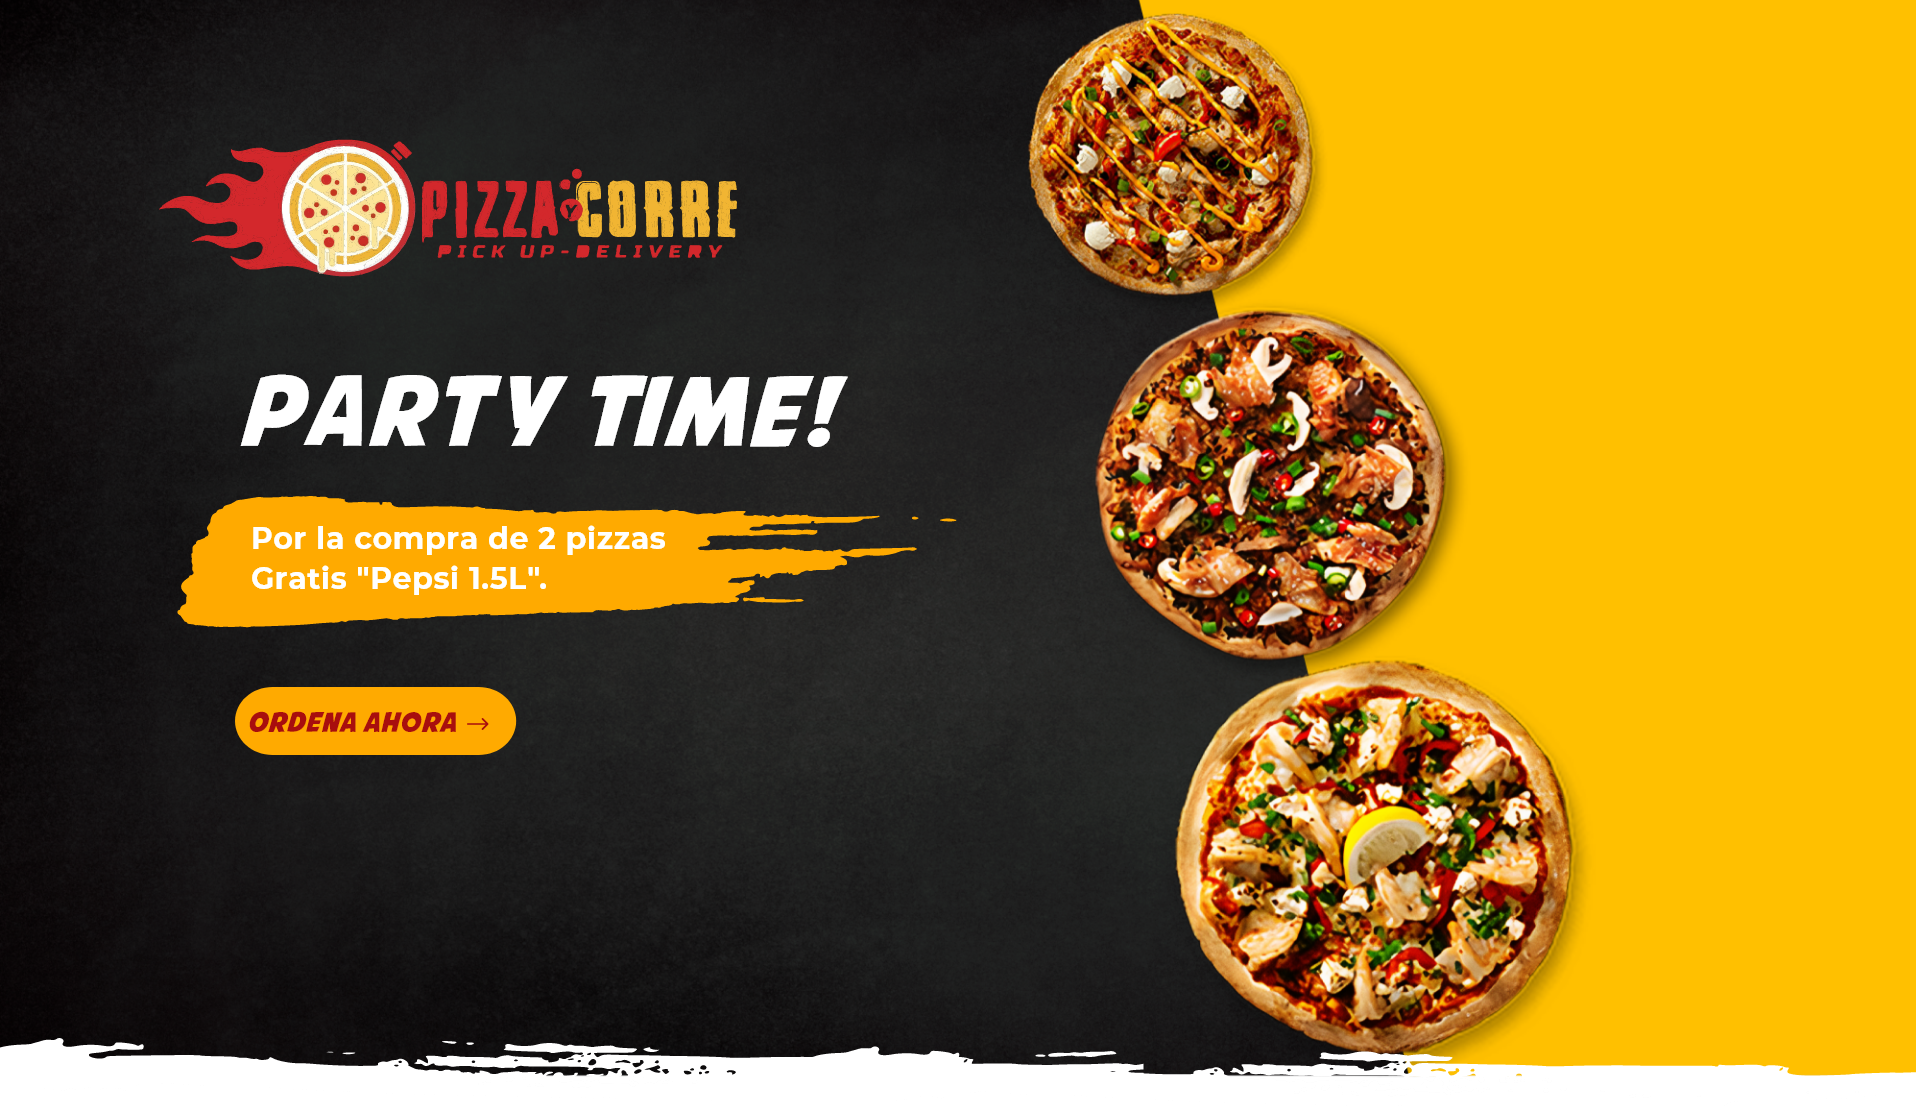 PIZZA Y CORRE
PICK UP-DELIVERY
PARTY TIME!
Por la compra de 2 pizzas
Gratis "Pepsi 1.5L".
ORDENA AHORA →